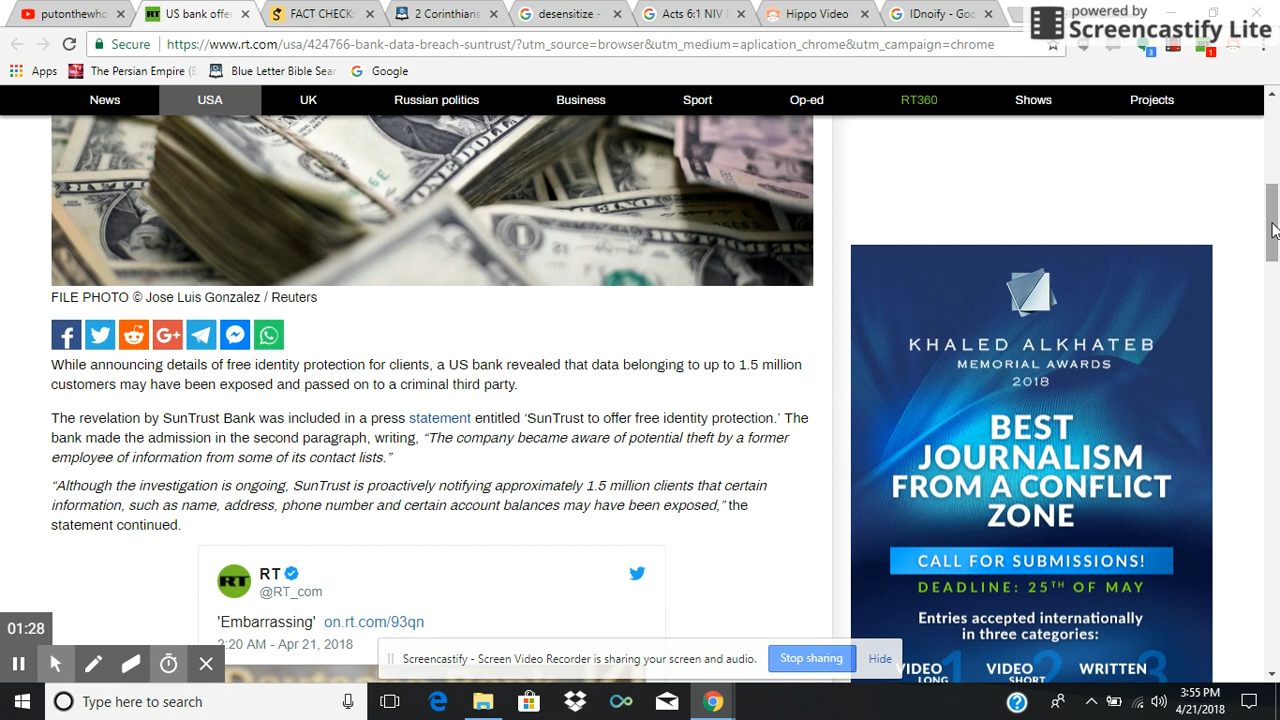 putonthewho
US bank offer
FACT CHECK
2 Corinthians
desensitize -
Acts 6:1 NIV
Hippo Video
IDnoify - Goo
powered by
Screencastify Lite
Secure
https://www.rt.com/usa/424766-bank-data-breach-
utm_source=browser&utm_medium=aplication_chrome&utm_campaign=chrome
3
1
Apps
The Persian Empire (E
Blue Letter Bible Sear
Google
News
USA
UK
Russian politics
Business
Sport
Op-ed
RT360
Shows
Projects
FILE PHOTO © Jose Luis Gonzalez / Reuters
While announcing details of free identity protection for clients, a US bank revealed that data belonging to up to 1.5 million
customers may have been exposed and passed on to a criminal third party.
The revelation by SunTrust Bank was included in a press statement entitled ‘SunTrust to offer free identity protection.’ The
bank made the admission in the second paragraph, writing, “The company became aware of potential theft by a former
employee of information from some of its contact lists.”
“Although the investigation is ongoing, SunTrust is proactively notifying approximately 1.5 million clients that certain
information, such as name, address, phone number and certain account balances may have been exposed,” the
statement continued.
RT
RT
@RT_com
'Embarrassing' on.rt.com/93qn
2:20 AM - Apr 21, 2018
KHALED ALKHATEB
MEMORIAL AWARDS
2018
BEST
JOURNALISM
FROM A CONFLICT
ZONE
CALL FOR SUBMISSIONS!
DEADLINE: 25TH OF MAY
Entries accepted internationally
in three categories:
1 VIDEO LONG
2 VIDEO SHORT
3 WRITTEN
01:28
Screencastify - Screen Video Recorder is sharing your screen and audio.
Stop sharing
Hide
Type here to search
3:55 PM
4/21/2018